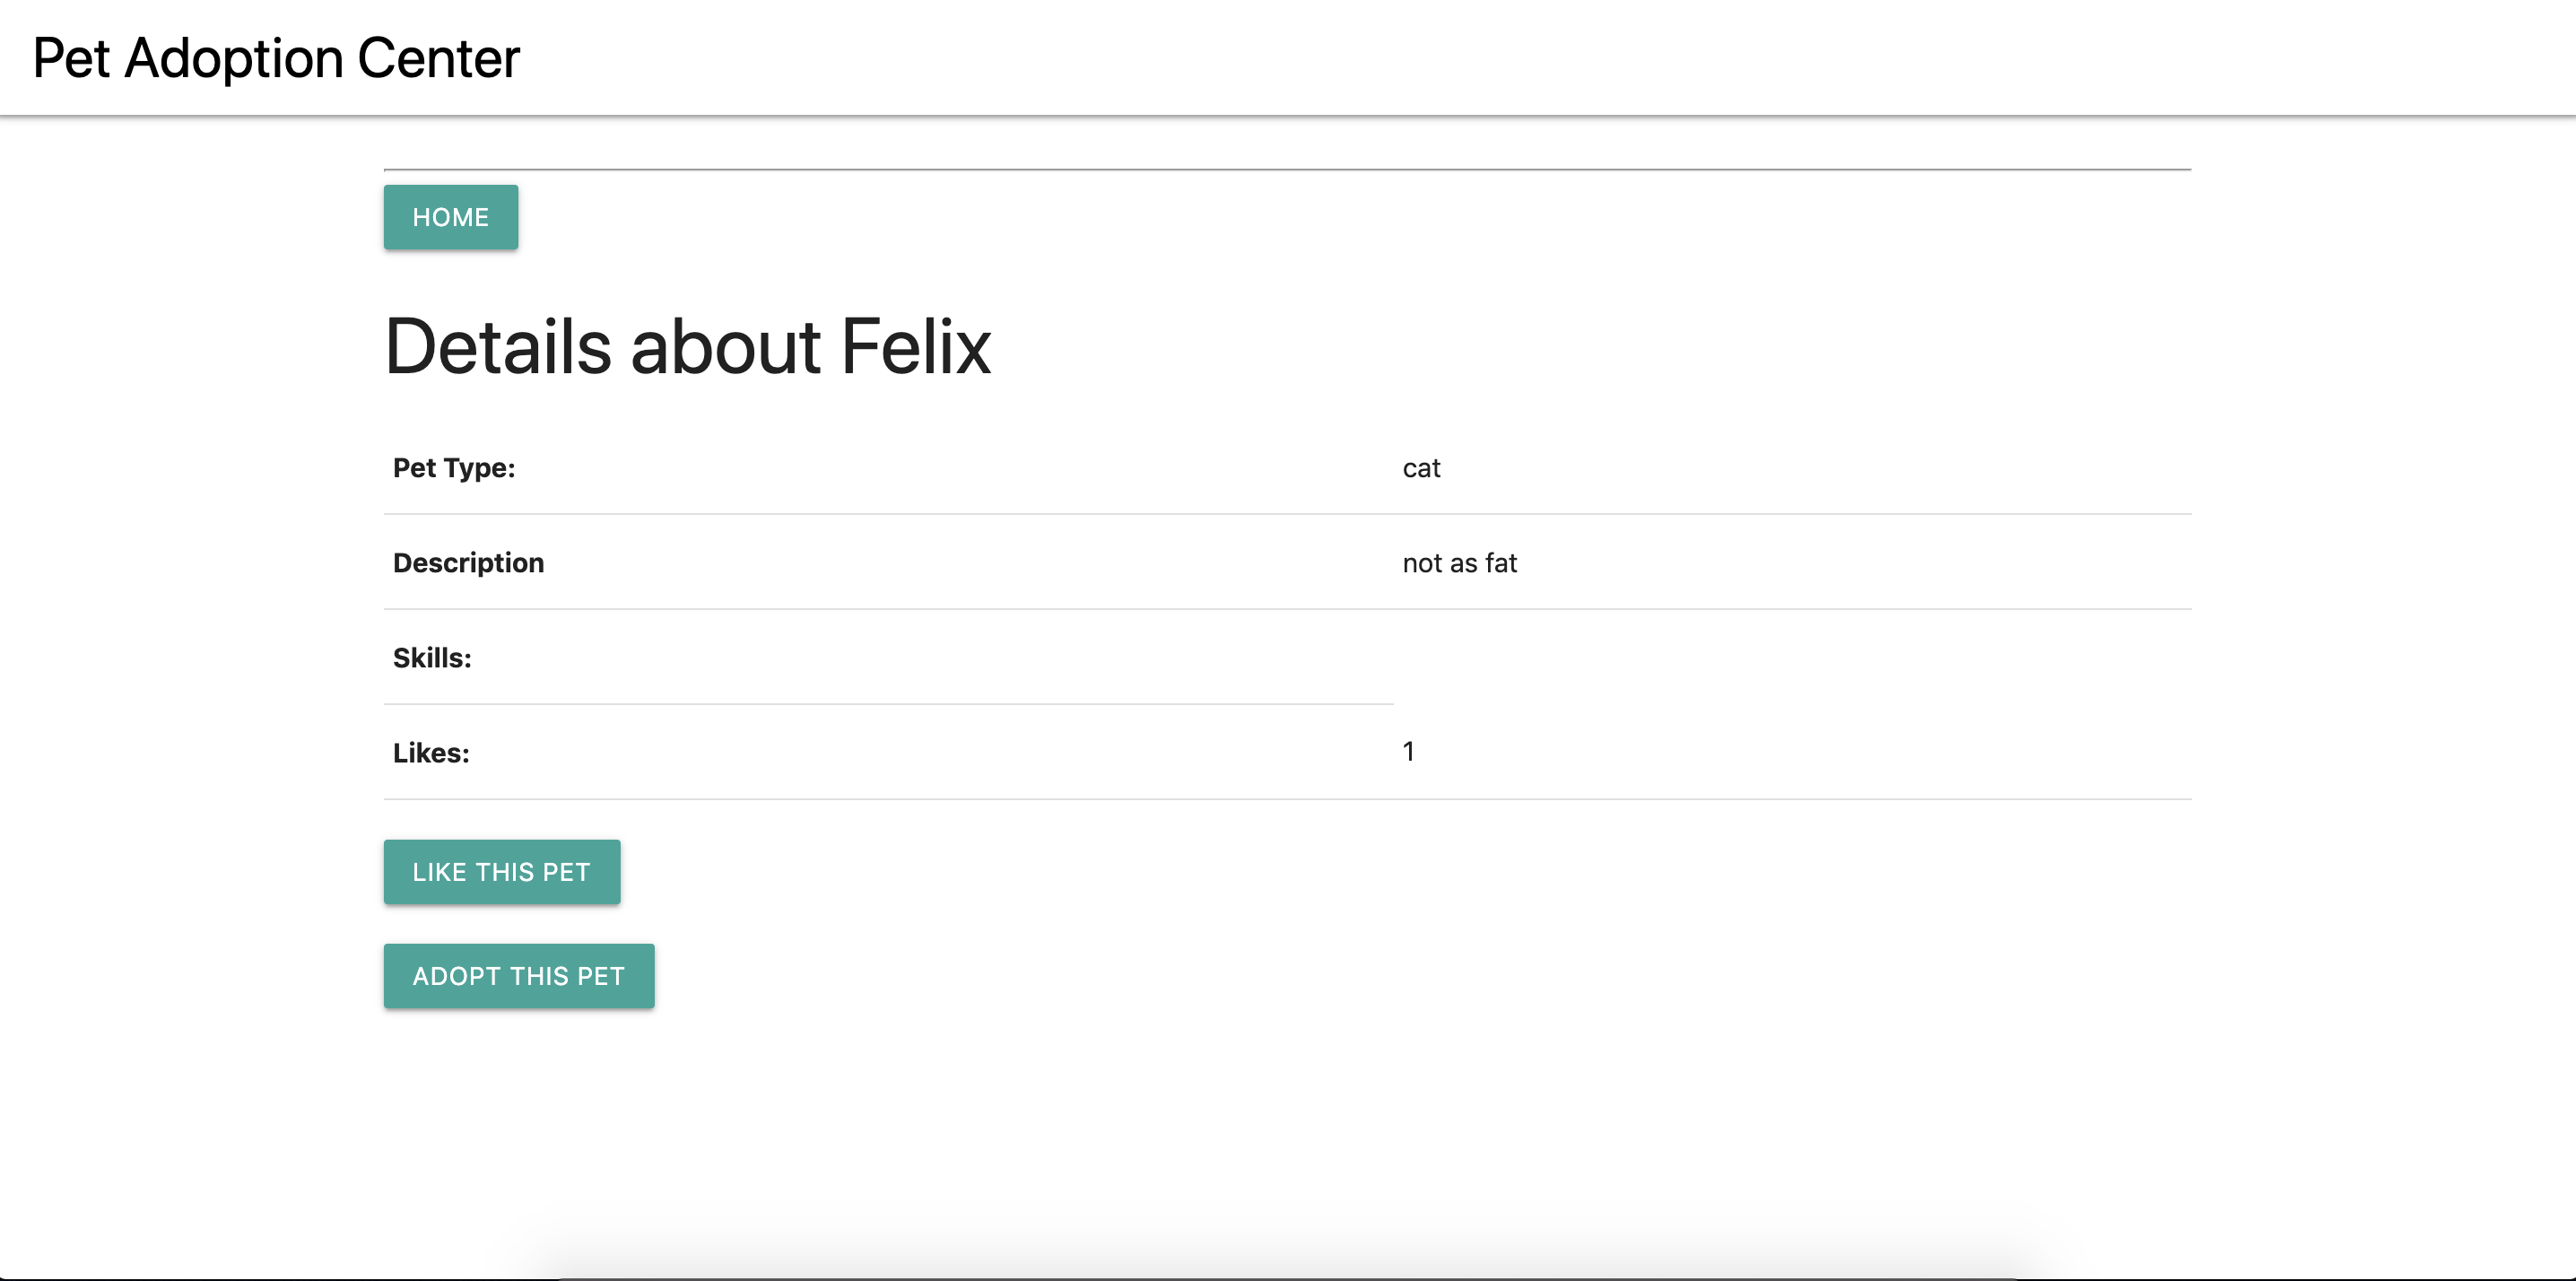 Pet Adoption Center
HOME
Details about Felix
Pet Type: cat
Description not as fat
Skills:
Likes: 1
LIKE THIS PET
ADOPT THIS PET